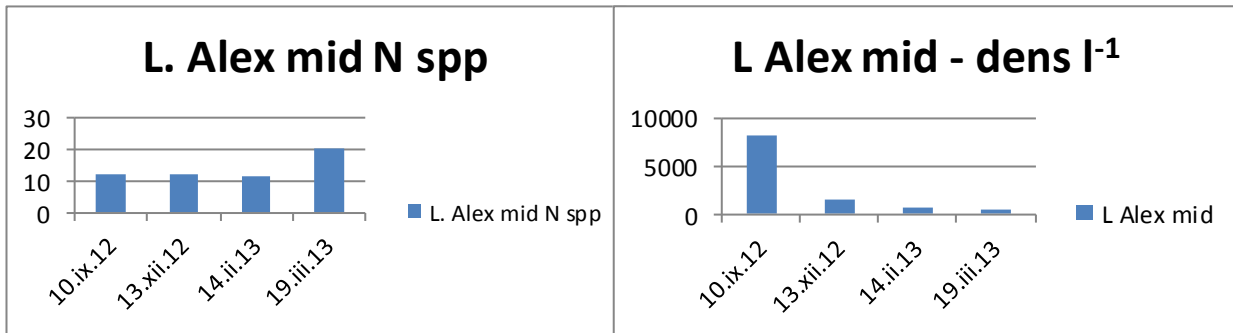 L. Alex mid N spp
30
20
10
0
10.ix.12
13.xii.12
14.ii.13
19.iii.13
L. Alex mid N spp
L Alex mid - dens l-1
10000
5000
0
10.ix.12
13.xii.12
14.ii.13
19.iii.13
L Alex mid